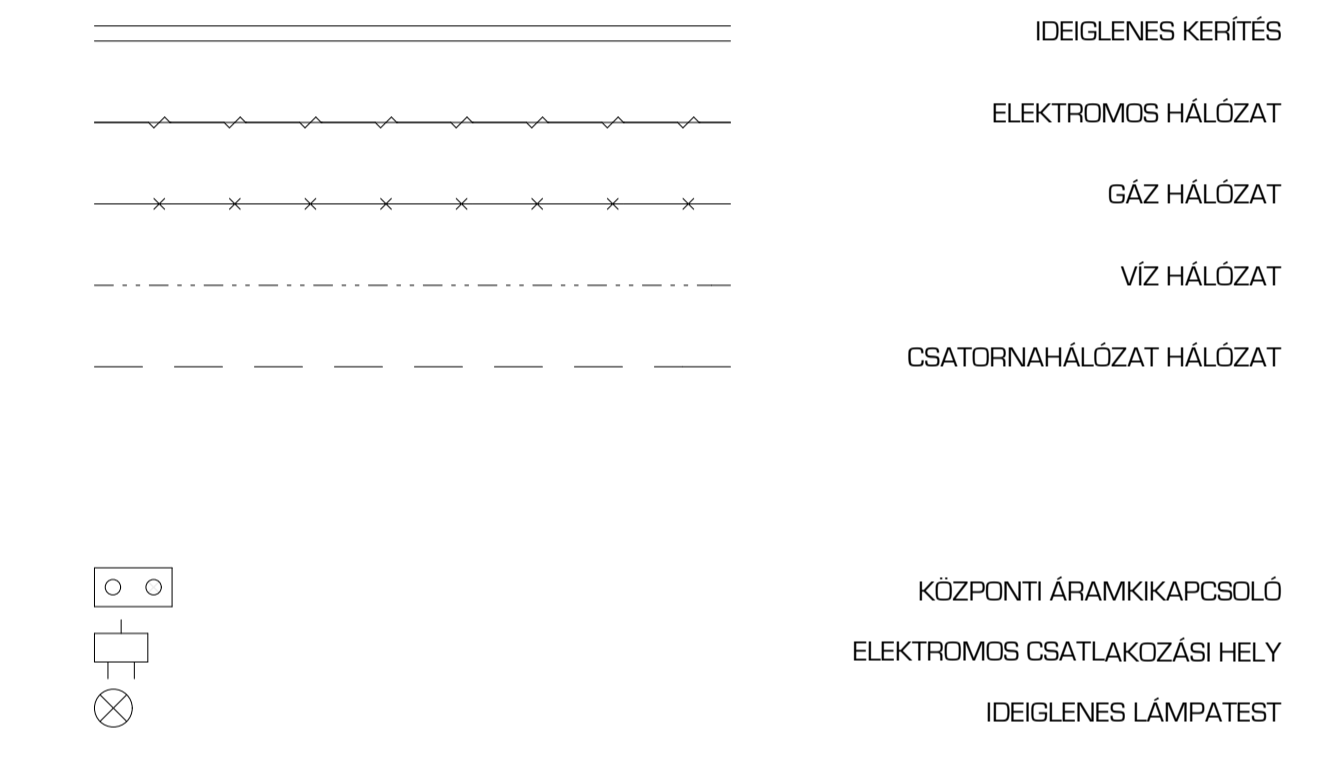 IDEIGLENES KERÍTÉS
ELEKTROMOS HÁLÓZAT
GÁZ HÁLÓZAT
VÍZ HÁLÓZAT
CSATORNAHÁLÓZAT HÁLÓZAT
KÖZPONTI ÁRAMKIKAPCSOLÓ
ELEKTROMOS CSATLAKOZÁSI HELY
IDEIGLENES LÁMPATEST